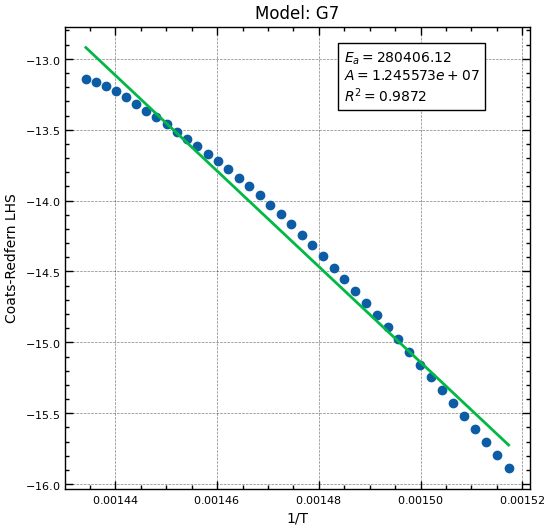 Model: G7
E_a = 280406.12
A = 1.245573e + 07
R² = 0.9872
Coats-Redfern LHS
−13.0
−13.5
−14.0
−14.5
−15.0
−15.5
−16.0
0.00144 0.00146 0.00148 0.00150 0.00152
1/T